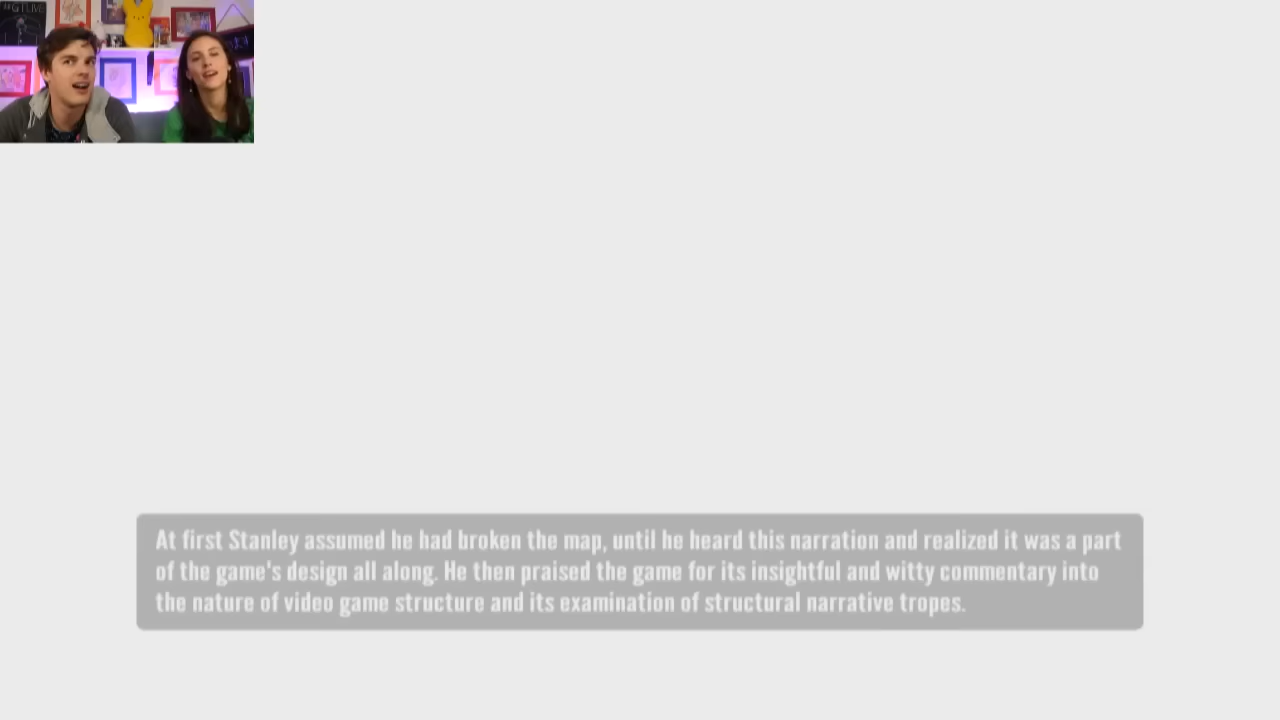 #GTLIVE
At first Stanley assumed he had broken the map, until he heard this narration and realized it was a part
of the game's design all along. He then praised the game for its insightful and witty commentary into
the nature of video game structure and its examination of structural narrative tropes.